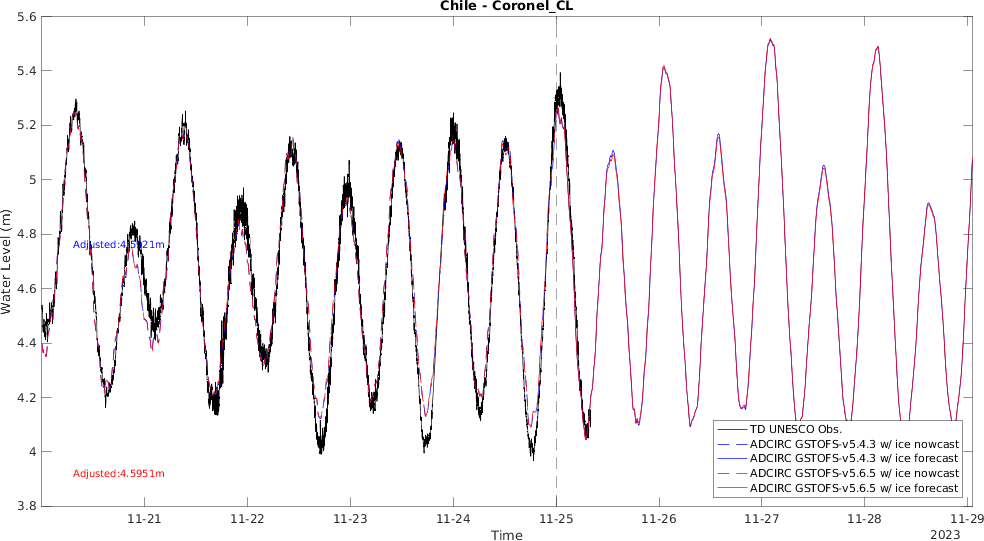 Chile - Coronel_CL
5.6
5.4
5.2
5
4.8
4.6
4.4
4.2
4
3.8
Water Level (m)
Adjusted:4.5921m
Adjusted:4.5951m
TD UNESCO Obs.
ADCIRC GSTOFS-v5.4.3 w/ ice nowcast
ADCIRC GSTOFS-v5.4.3 w/ ice forecast
ADCIRC GSTOFS-v5.6.5 w/ ice nowcast
ADCIRC GSTOFS-v5.6.5 w/ ice forecast
11-21 11-22 11-23 11-24 11-25 11-26 11-27 11-28 11-29
Time
2023